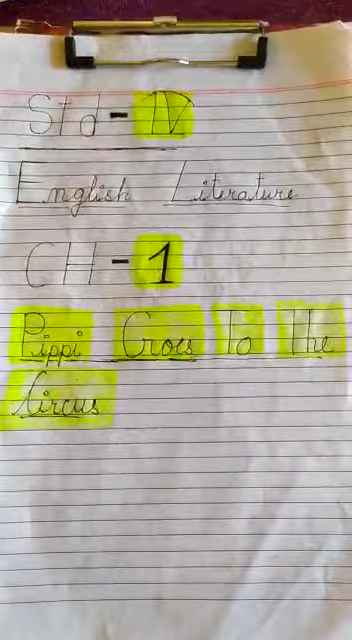 Std - IV
English Literature
CH - 1
Pippi Goes To The
Circus